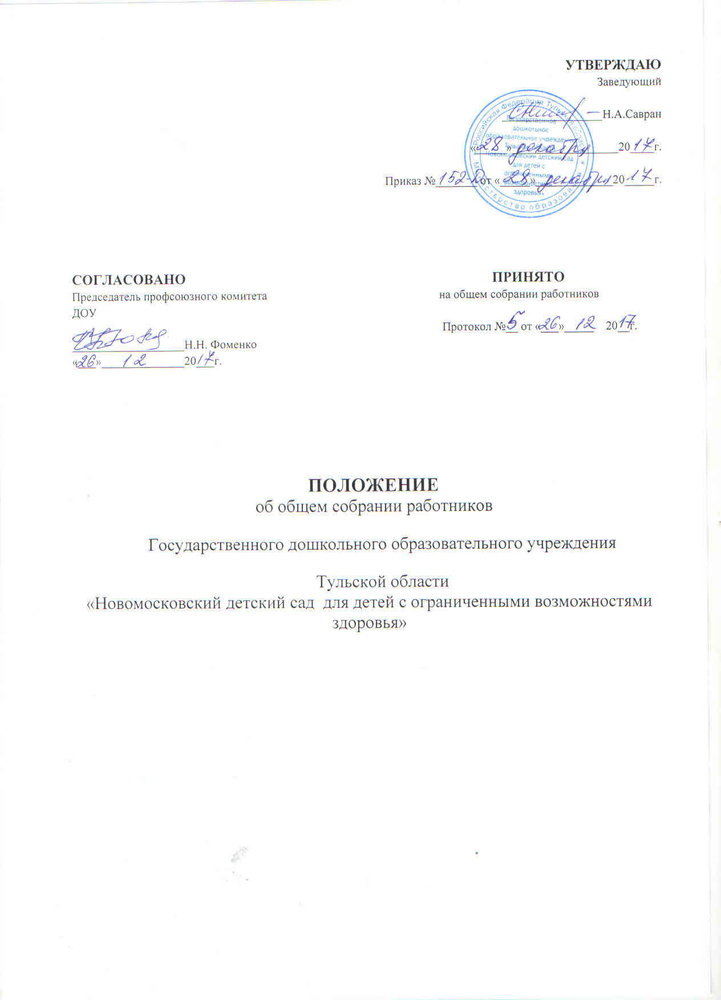 УТВЕРЖДАЮ
Заведующий
Н.А.Савран
«28» декабря 2017г.
Приказ № 152-Д от «28» декабря 2017г.
Российская Федерация Тульская область
Министерство образования
Государственное
дошкольное
образовательное учреждение
Тульской области
Новомосковский детский сад
для детей с
ограниченными
возможностями
здоровья»
СОГЛАСОВАНО
Председатель профсоюзного комитета
ДОУ
Н.Н. Фоменко
«26» 12 2017г.
ПРИНЯТО
на общем собрании работников
Протокол №5 от «26» 12 2017г.
ПОЛОЖЕНИЕ
об общем собрании работников
Государственного дошкольного образовательного учреждения
Тульской области
«Новомосковский детский сад для детей с ограниченными возможностями
здоровья»